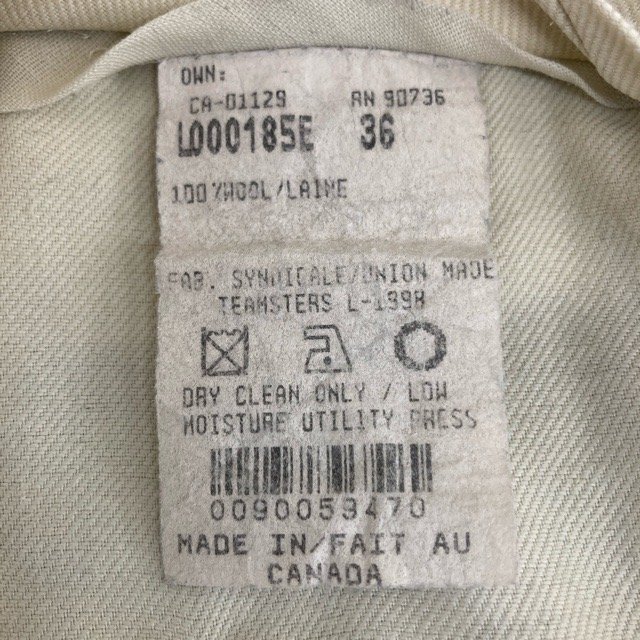 OWN:
CA-01129 RN 90736
L000185E 36
100%WOOL/LAINE
FAB. SYNDICALE/UNION MADE
TEAMSTERS L-1998
DRY CLEAN ONLY / LOW
MOISTURE UTILITY PRESS
0090053470
MADE IN/FAIT AU
CANADA